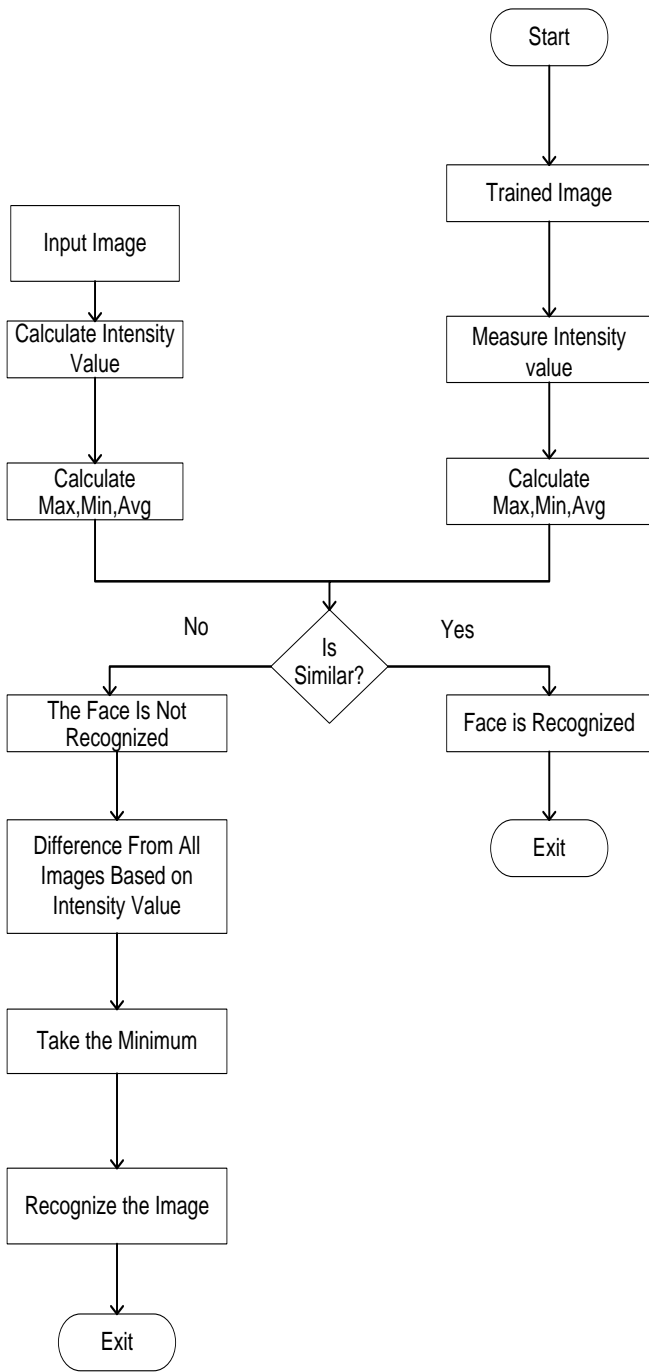 Start
Trained Image
Input Image
Calculate Intensity
Value
Measure Intensity
value
Calculate
Max,Min,Avg
Calculate
Max,Min,Avg
No
Yes
Is
Similar?
The Face Is Not
Recognized
Face is Recognized
Difference From All
Images Based on
Intensity Value
Exit
Take the Minimum
Recognize the Image
Exit